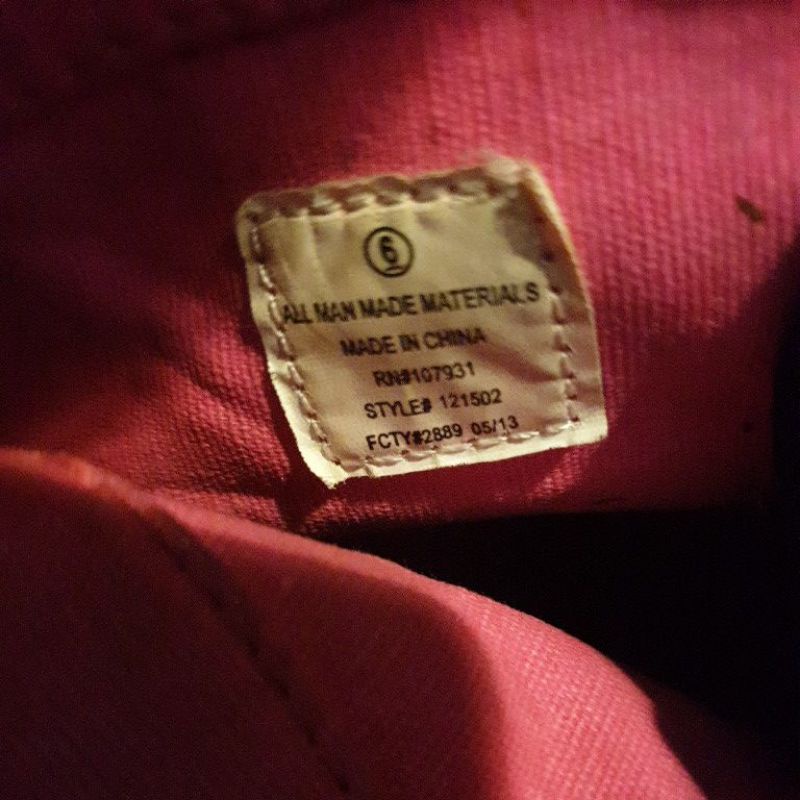 6
ALL MAN MADE MATERIALS
MADE IN CHINA
RN#107931
STYLE# 121502
FCTY#2889 05/13